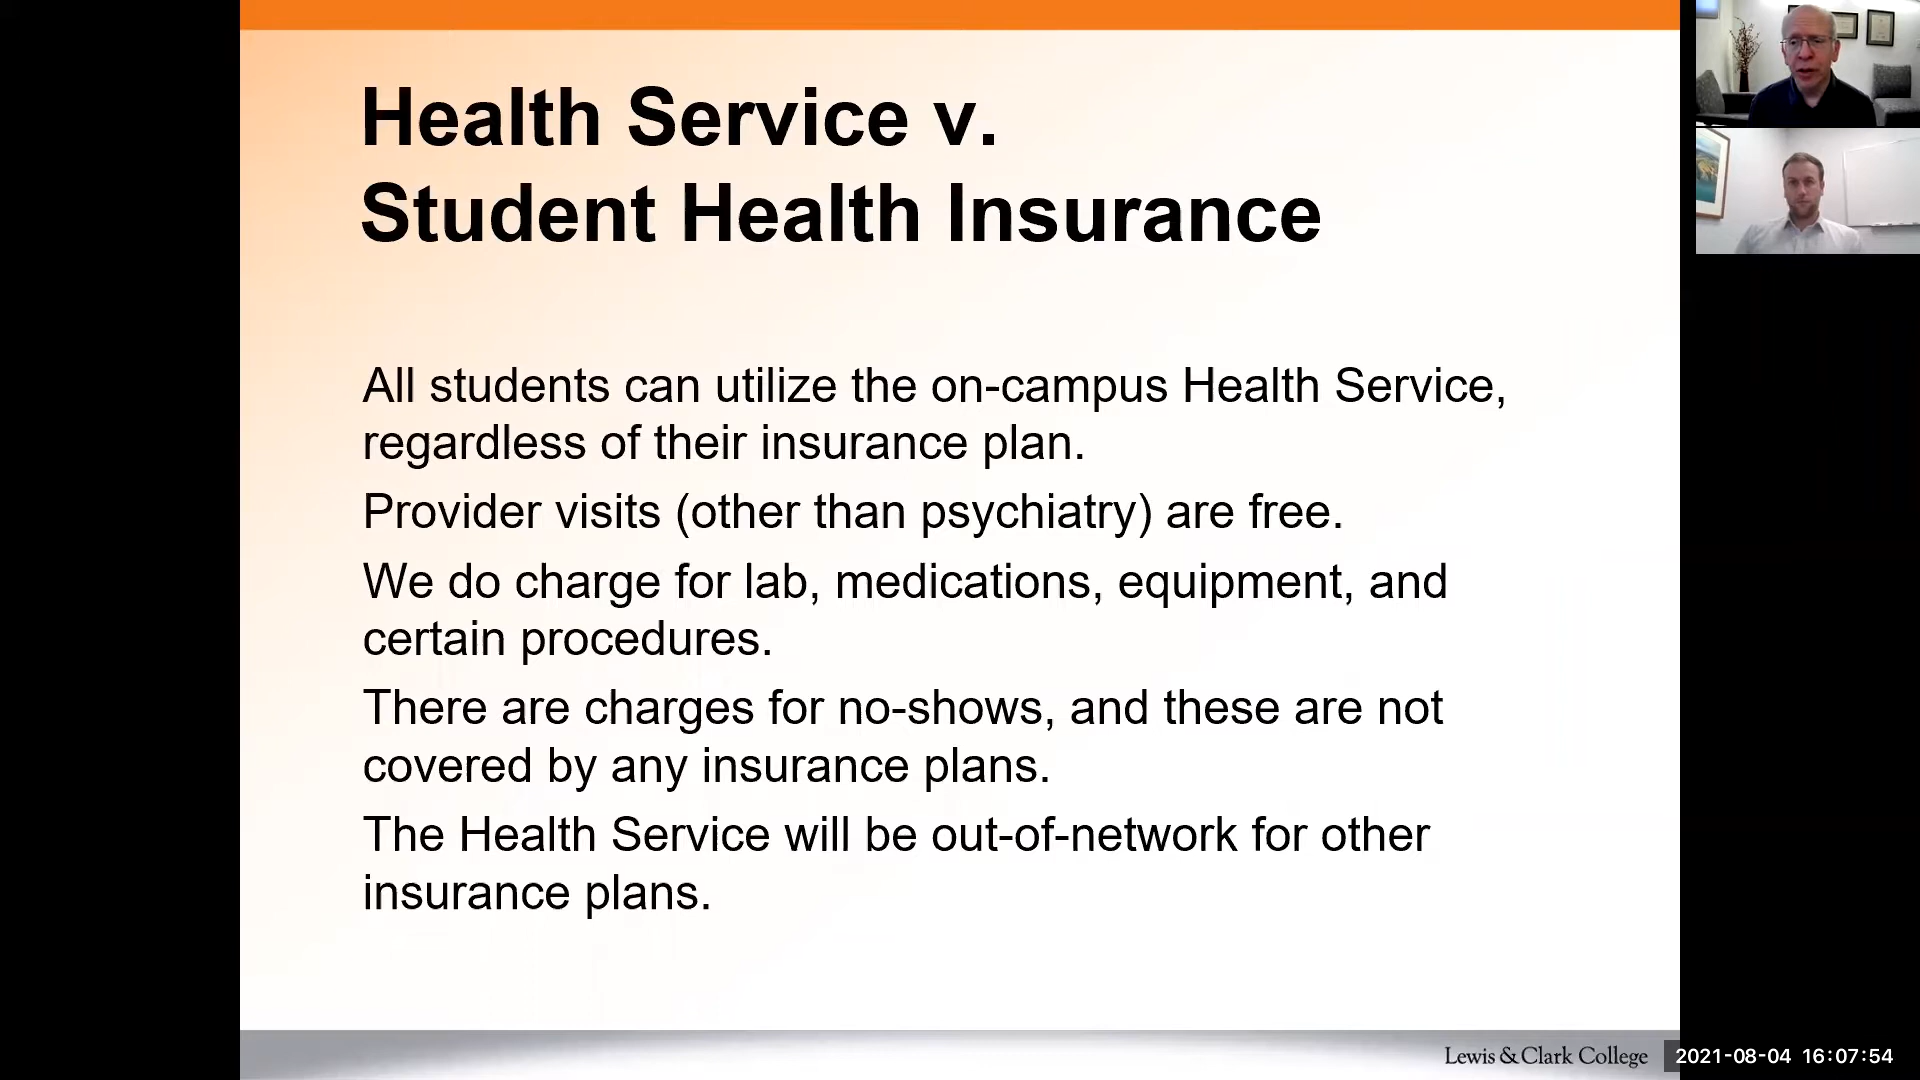 Health Service v.
Student Health Insurance
All students can utilize the on-campus Health Service,
regardless of their insurance plan.
Provider visits (other than psychiatry) are free.
We do charge for lab, medications, equipment, and
certain procedures.
There are charges for no-shows, and these are not
covered by any insurance plans.
The Health Service will be out-of-network for other
insurance plans.
Lewis & Clark College
2021-08-04 16:07:54